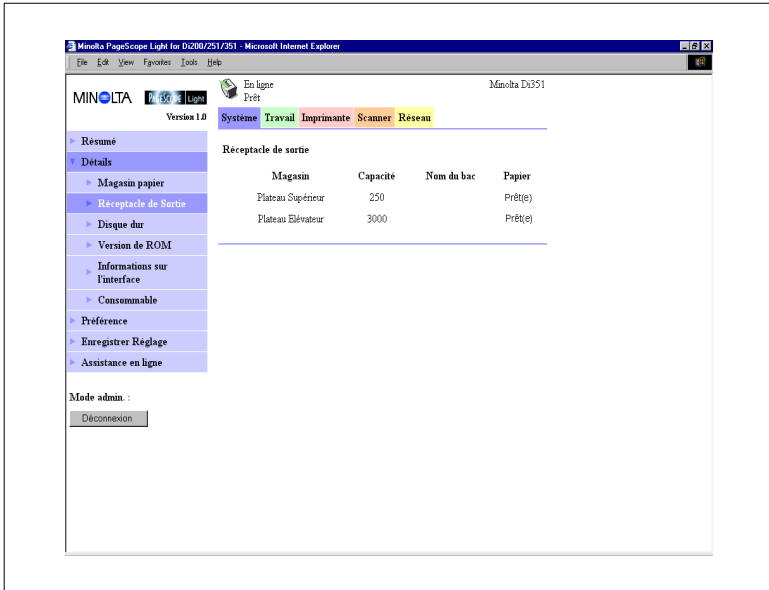 Minolta PageScope Light for Di200/251/351 - Microsoft Internet Explorer
File Edit View Favorites Tools Help
MINOLTA PAGESCOPE Light
Version 1.0
En ligne
Prêt
Minolta Di351
Système Travail Imprimante Scanner Réseau
Résumé
Détails
Magasin papier
Réceptacle de Sortie
Disque dur
Version de ROM
Informations sur
l'interface
Consommable
Préférence
Enregistrer Réglage
Assistance en ligne
Mode admin. :
Déconnexion
Réceptacle de sortie
Magasin Capacité Nom du bac Papier
Plateau Supérieur 250 Prêt(e)
Plateau Elévateur 3000 Prêt(e)